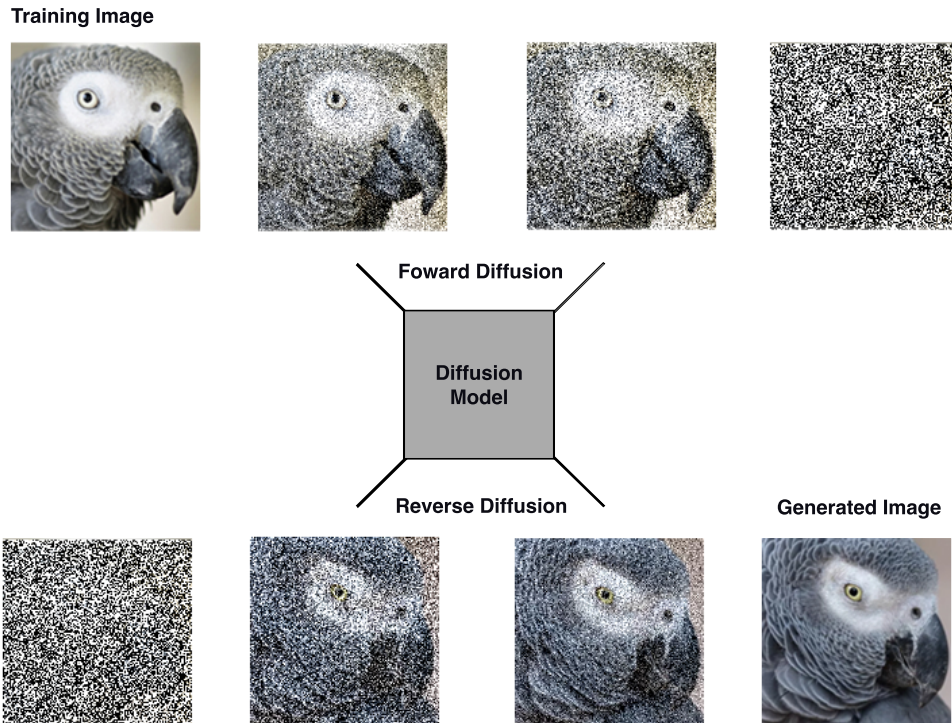 Training Image
Foward Diffusion
Diffusion
Model
Reverse Diffusion
Generated Image